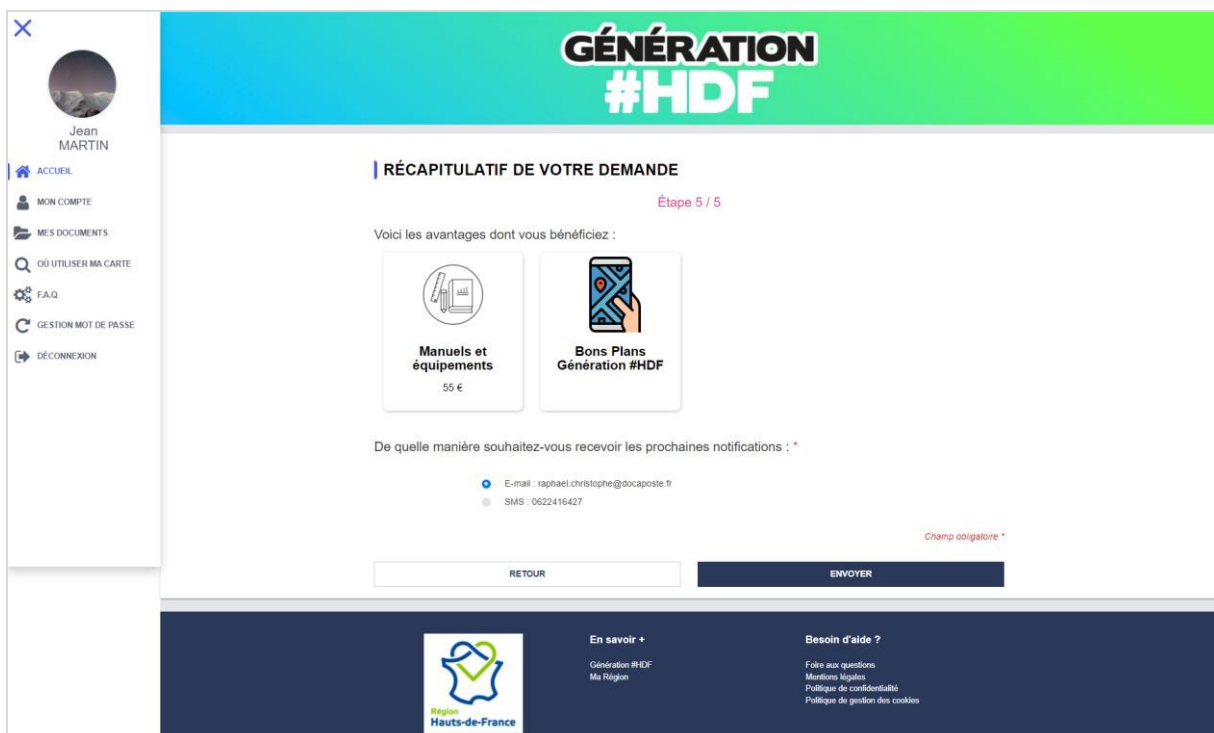 GÉNÉRATION
#HDF
Jean
MARTIN
ACCUEIL
MON COMPTE
MES DOCUMENTS
OÙ UTILISER MA CARTE
F.A.Q
GESTION MOT DE PASSE
DÉCONNEXION
RÉCAPITULATIF DE VOTRE DEMANDE
Étape 5 / 5
Voici les avantages dont vous bénéficiez :
Manuels et
équipements
55 €
Bons Plans
Génération #HDF
De quelle manière souhaitez-vous recevoir les prochaines notifications : *
E-mail : raphael.christophe@docaposte.fr
SMS : 0622416427
Champ obligatoire *
RETOUR
ENVOYER
Région
Hauts-de-France
En savoir +
Génération #HDF
Ma Région
Besoin d'aide ?
Foire aux questions
Mentions légales
Politique de confidentialité
Politique de gestion des cookies